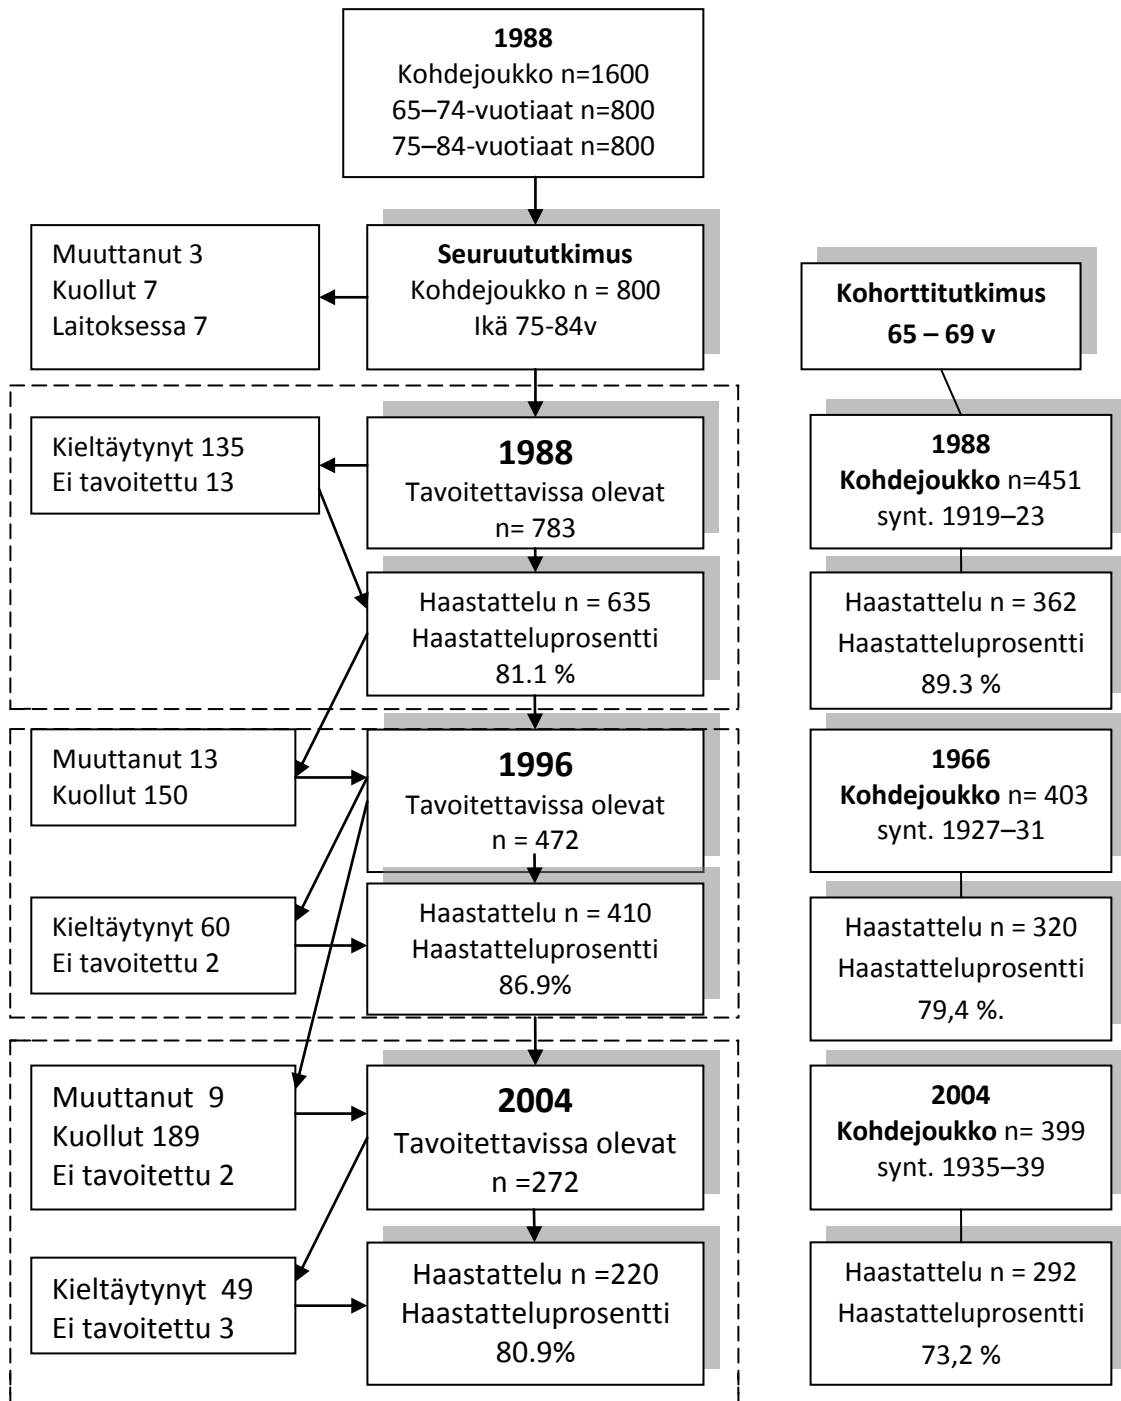 1988
Kohdejoukko n=1600
65–74-vuotiaat n=800
75–84-vuotiaat n=800
Muuttanut 3
Kuollut 7
Laitoksessa 7
Seuruututkimus
Kohdejoukko n = 800
Ikä 75-84v
Kieltäytynyt 135
Ei tavoitettu 13
1988
Tavoitettavissa olevat
n= 783
Haastattelu n = 635
Haastatteluprosentti
81.1 %
Muuttanut 13
Kuollut 150
1996
Tavoitettavissa olevat
n = 472
Kieltäytynyt 60
Ei tavoitettu 2
Haastattelu n = 410
Haastatteluprosentti
86.9%
Muuttanut 9
Kuollut 189
Ei tavoitettu 2
2004
Tavoitettavissa olevat
n =272
Kieltäytynyt 49
Ei tavoitettu 3
Haastattelu n =220
Haastatteluprosentti
80.9%
Kohorttitutkimus
65 – 69 v
1988
Kohdejoukko n=451
synt. 1919–23
Haastattelu n = 362
Haastatteluprosentti
89.3 %
1966
Kohdejoukko n= 403
synt. 1927–31
Haastattelu n = 320
Haastatteluprosentti
79,4 %.
2004
Kohdejoukko n= 399
synt. 1935–39
Haastattelu n = 292
Haastatteluprosentti
73,2 %